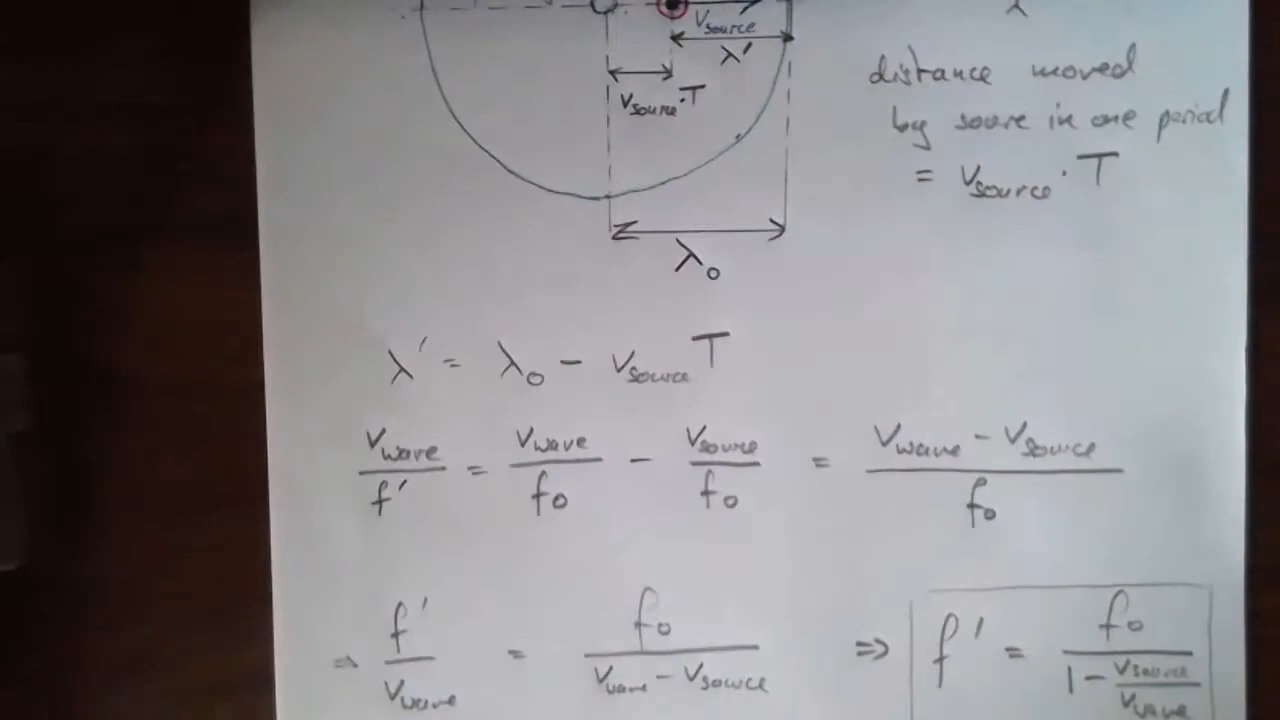 λ
Vsource
λ'
Vsource·T
λ₀
distance moved
by soure in one period
= Vsource·T
λ' = λ₀ - Vsource T
Vwave/f' = Vwave/f₀ - Vsource/f₀ = (Vwave - Vsource)/f₀
⇒ f'/Vwave = f₀/(Vwave - Vsource) ⇒ f' = f₀/(1 - Vsource/Vwave)